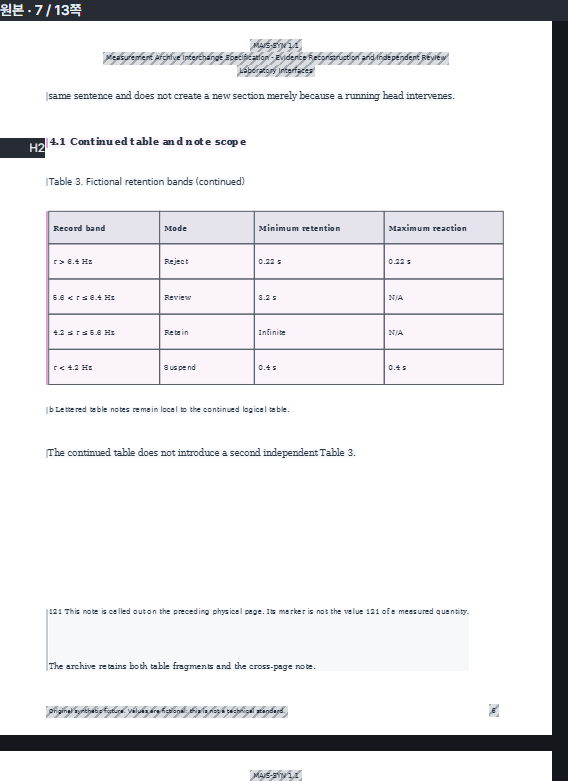 원본 · 7 / 13쪽
MAIS-SYN 1.1
Measurement Archive Interchange Specification - Evidence Reconstruction and Independent Review
Laboratory Interfaces
same sentence and does not create a new section merely because a running head intervenes.
H2
4.1 Continued table and note scope
Table 3. Fictional retention bands (continued)
Record band Mode Minimum retention Maximum reaction
r > 6.4 Hz Reject 0.22 s 0.22 s
5.6 < r ≤ 6.4 Hz Review 3.2 s N/A
4.2 ≤ r ≤ 5.6 Hz Retain Infinite N/A
r < 4.2 Hz Suspend 0.4 s 0.4 s
b Lettered table notes remain local to the continued logical table.
The continued table does not introduce a second independent Table 3.
121 This note is called out on the preceding physical page. Its marker is not the value 121 of a measured quantity.
The archive retains both table fragments and the cross-page note.
Original synthetic fixture. Values are fictional; this is not a technical standard.
6
MAIS-SYN 1.1